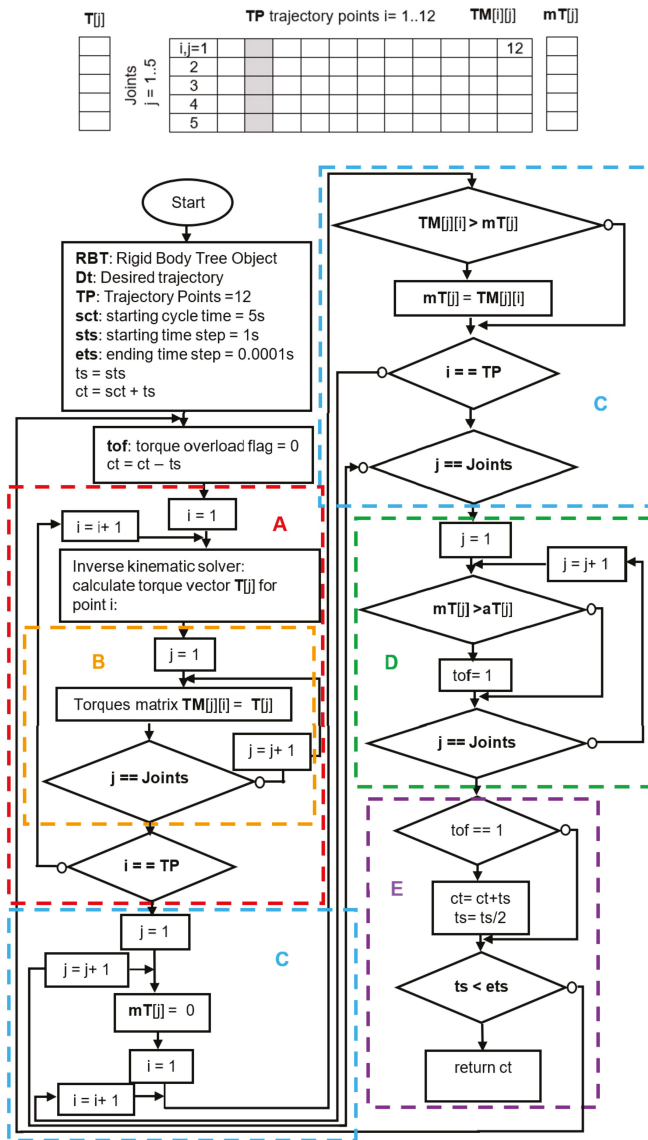 T[j]
TP trajectory points i= 1..12
TM[i][j]
mT[j]
Joints
j = 1..5
i,j=1
12
2
3
4
5
Start
RBT: Rigid Body Tree Object
Dt: Desired trajectory
TP: Trajectory Points =12
sct: starting cycle time = 5s
sts: starting time step = 1s
ets: ending time step = 0.0001s
ts = sts
ct = sct + ts
tof: torque overload flag = 0
ct = ct – ts
A
i = 1
i = i+ 1
Inverse kinematic solver:
calculate torque vector T[j] for
point i:
B
j = 1
Torques matrix TM[j][i] = T[j]
j = j+ 1
j == Joints
i == TP
j = 1
C
j = j+ 1
mT[j] = 0
i = 1
i = i+ 1
TM[j][i] > mT[j]
mT[j] = TM[j][i]
C
i == TP
j == Joints
j = 1
j = j+ 1
mT[j] >aT[j]
D
tof= 1
j == Joints
tof == 1
E
ct= ct+ts
ts= ts/2
ts < ets
return ct